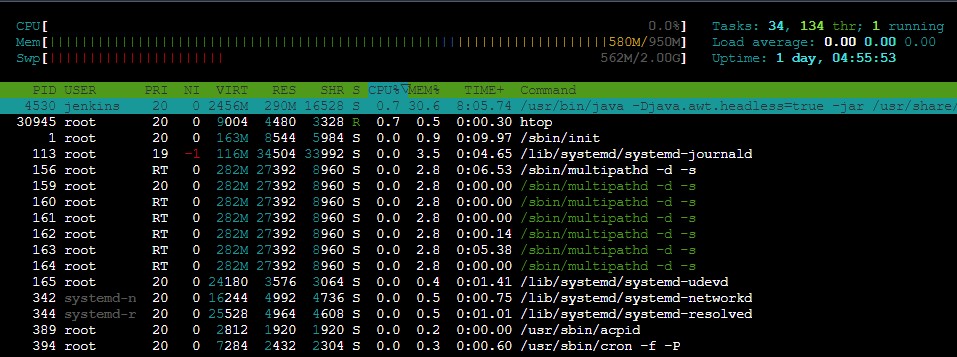 CPU[ 0.0%] Tasks: 34, 134 thr; 1 running
Mem[||||||||||||||||||||||||||||||||||||||||||||||||||||||||||||||||||||580M/950M] Load average: 0.00 0.00 0.00
Swp[|||||||||||||||||||||| 562M/2.00G] Uptime: 1 day, 04:55:53
PID USER PRI NI VIRT RES SHR S CPU%▽MEM% TIME+ Command
4530 jenkins 20 0 2456M 290M 16528 S 0.7 30.6 8:05.74 /usr/bin/java -Djava.awt.headless=true -jar /usr/share/
30945 root 20 0 9004 4480 3328 R 0.7 0.5 0:00.30 htop
1 root 20 0 163M 8544 5984 S 0.0 0.9 0:09.97 /sbin/init
113 root 19 -1 116M 34504 33992 S 0.0 3.5 0:04.65 /lib/systemd/systemd-journald
156 root RT 0 282M 27392 8960 S 0.0 2.8 0:06.53 /sbin/multipathd -d -s
159 root 20 0 282M 27392 8960 S 0.0 2.8 0:00.00 /sbin/multipathd -d -s
160 root RT 0 282M 27392 8960 S 0.0 2.8 0:00.00 /sbin/multipathd -d -s
161 root RT 0 282M 27392 8960 S 0.0 2.8 0:00.00 /sbin/multipathd -d -s
162 root RT 0 282M 27392 8960 S 0.0 2.8 0:00.14 /sbin/multipathd -d -s
163 root RT 0 282M 27392 8960 S 0.0 2.8 0:05.38 /sbin/multipathd -d -s
164 root RT 0 282M 27392 8960 S 0.0 2.8 0:00.00 /sbin/multipathd -d -s
165 root 20 0 24180 3576 3064 S 0.0 0.4 0:01.41 /lib/systemd/systemd-udevd
342 systemd-n 20 0 16244 4992 4736 S 0.0 0.5 0:00.75 /lib/systemd/systemd-networkd
344 systemd-r 20 0 25528 4964 4608 S 0.0 0.5 0:01.01 /lib/systemd/systemd-resolved
389 root 20 0 2812 1920 1920 S 0.0 0.2 0:00.00 /usr/sbin/acpid
394 root 20 0 7284 2432 2304 S 0.0 0.3 0:00.60 /usr/sbin/cron -f -P